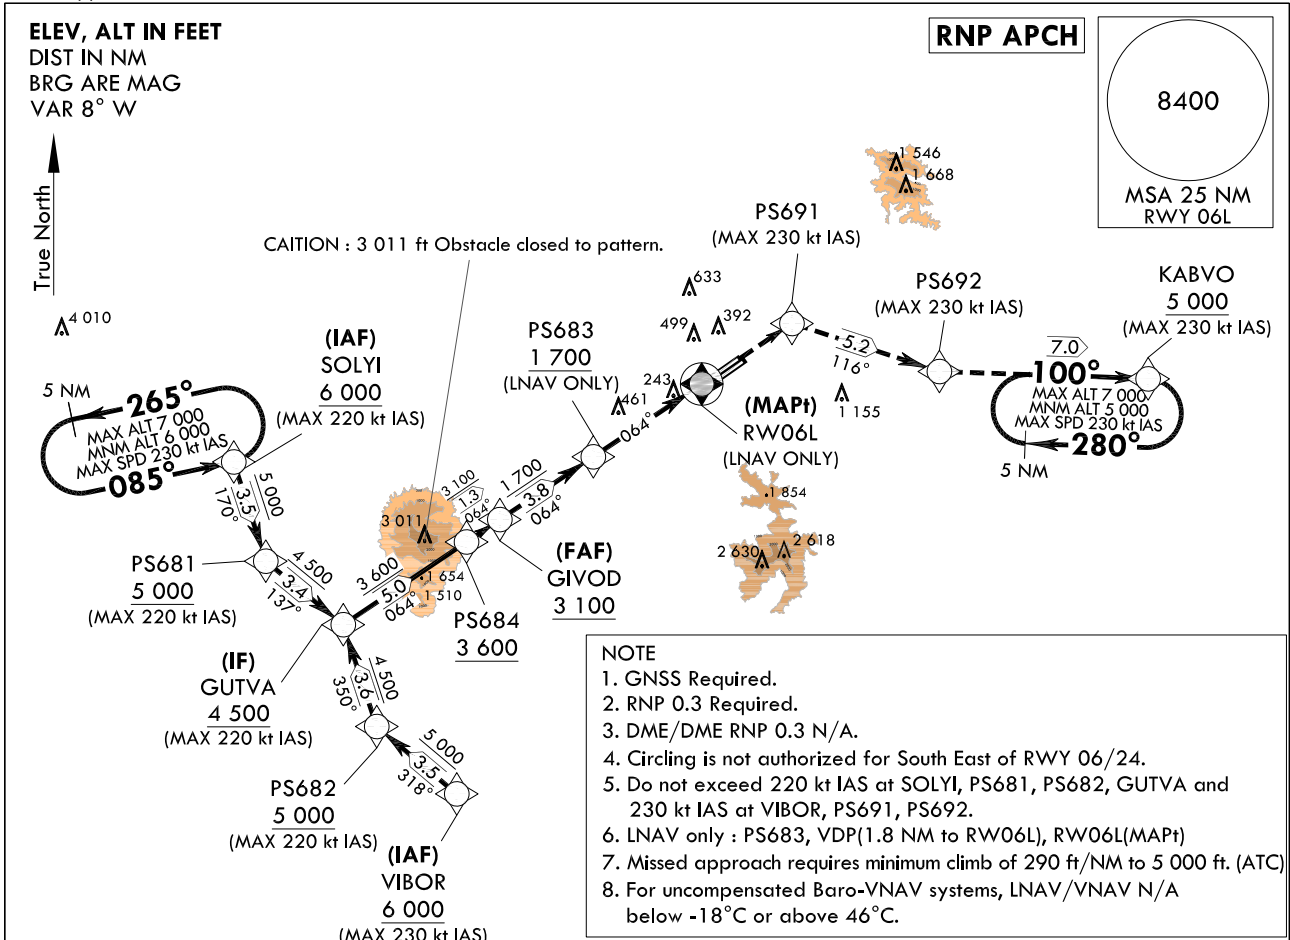 ELEV, ALT IN FEET
DIST IN NM
BRG ARE MAG
VAR 8° W
True North
RNP APCH
8400
MSA 25 NM
RWY 06L
1 546
1 668
PS691
(MAX 230 kt IAS)
CAITION : 3 011 ft Obstacle closed to pattern.
4 010
633
499
392
PS692
(MAX 230 kt IAS)
KABVO
5 000
(MAX 230 kt IAS)
(IAF)
SOLYI
6 000
(MAX 220 kt IAS)
PS683
1 700
(LNAV ONLY)
5.2
116°
7.0
100°
MAX ALT 7 000
MNM ALT 5 000
MAX SPD 230 kt IAS
280°
5 NM
5 NM
265°
MAX ALT 7 000
MNM ALT 6 000
MAX SPD 230 kt IAS
085°
243
461
064°
(MAPt)
RW06L
(LNAV ONLY)
1 155
5 000
3.5
170°
3 100
1.3
064°
1 700
3.8
064°
3 011
1 854
2 630
2 618
PS681
5 000
(MAX 220 kt IAS)
4 500
3.4
137°
3 600
5.0
064°
1 654
1 510
(FAF)
GIVOD
3 100
PS684
3 600
(IF)
GUTVA
4 500
(MAX 220 kt IAS)
4 500
3.6
350°
PS682
5 000
(MAX 220 kt IAS)
5 000
3.5
318°
(IAF)
VIBOR
6 000
(MAX 230 kt IAS)
NOTE
1. GNSS Required.
2. RNP 0.3 Required.
3. DME/DME RNP 0.3 N/A.
4. Circling is not authorized for South East of RWY 06/24.
5. Do not exceed 220 kt IAS at SOLYI, PS681, PS682, GUTVA and
230 kt IAS at VIBOR, PS691, PS692.
6. LNAV only : PS683, VDP(1.8 NM to RW06L), RW06L(MAPt)
7. Missed approach requires minimum climb of 290 ft/NM to 5 000 ft. (ATC)
8. For uncompensated Baro-VNAV systems, LNAV/VNAV N/A
below -18°C or above 46°C.